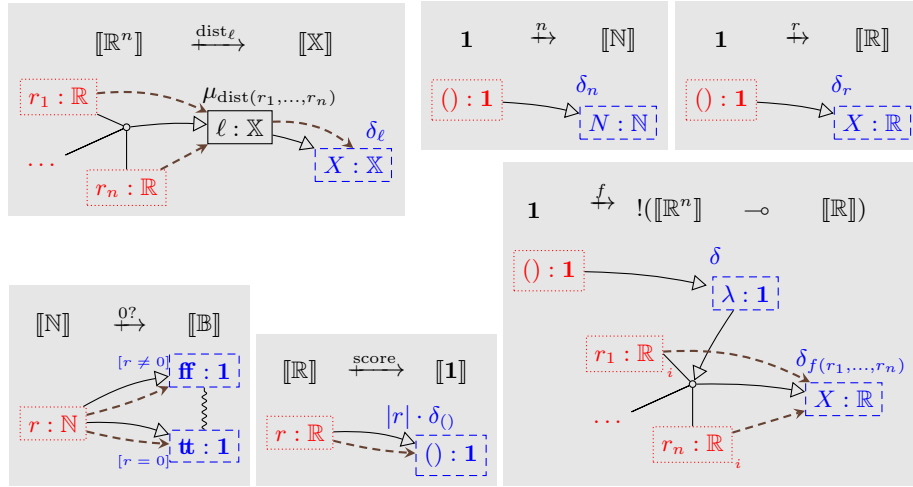 ⟦ℝⁿ⟧ dist_ℓ ⇸ ⟦𝕏⟧
r₁ : ℝ
μ_dist(r₁,…,rₙ)
ℓ : 𝕏
…
rₙ : ℝ
δ_ℓ
X : 𝕏
𝟏 n ⇸ ⟦ℕ⟧
() : 𝟏
δₙ
N : ℕ
𝟏 r ⇸ ⟦ℝ⟧
() : 𝟏
δ_r
X : ℝ
⟦ℕ⟧ 0? ⇸ ⟦𝔹⟧
[r ≠ 0]
ff : 𝟏
r : ℕ
tt : 𝟏
[r = 0]
⟦ℝ⟧ score ⇸ ⟦𝟏⟧
|r| · δ_()
r : ℝ
() : 𝟏
𝟏 f ⇸ !(⟦ℝⁿ⟧ ⊸ ⟦ℝ⟧)
() : 𝟏
δ
λ : 𝟏
r₁ : ℝ i
δ_f(r₁,…,rₙ)
X : ℝ
…
rₙ : ℝ i